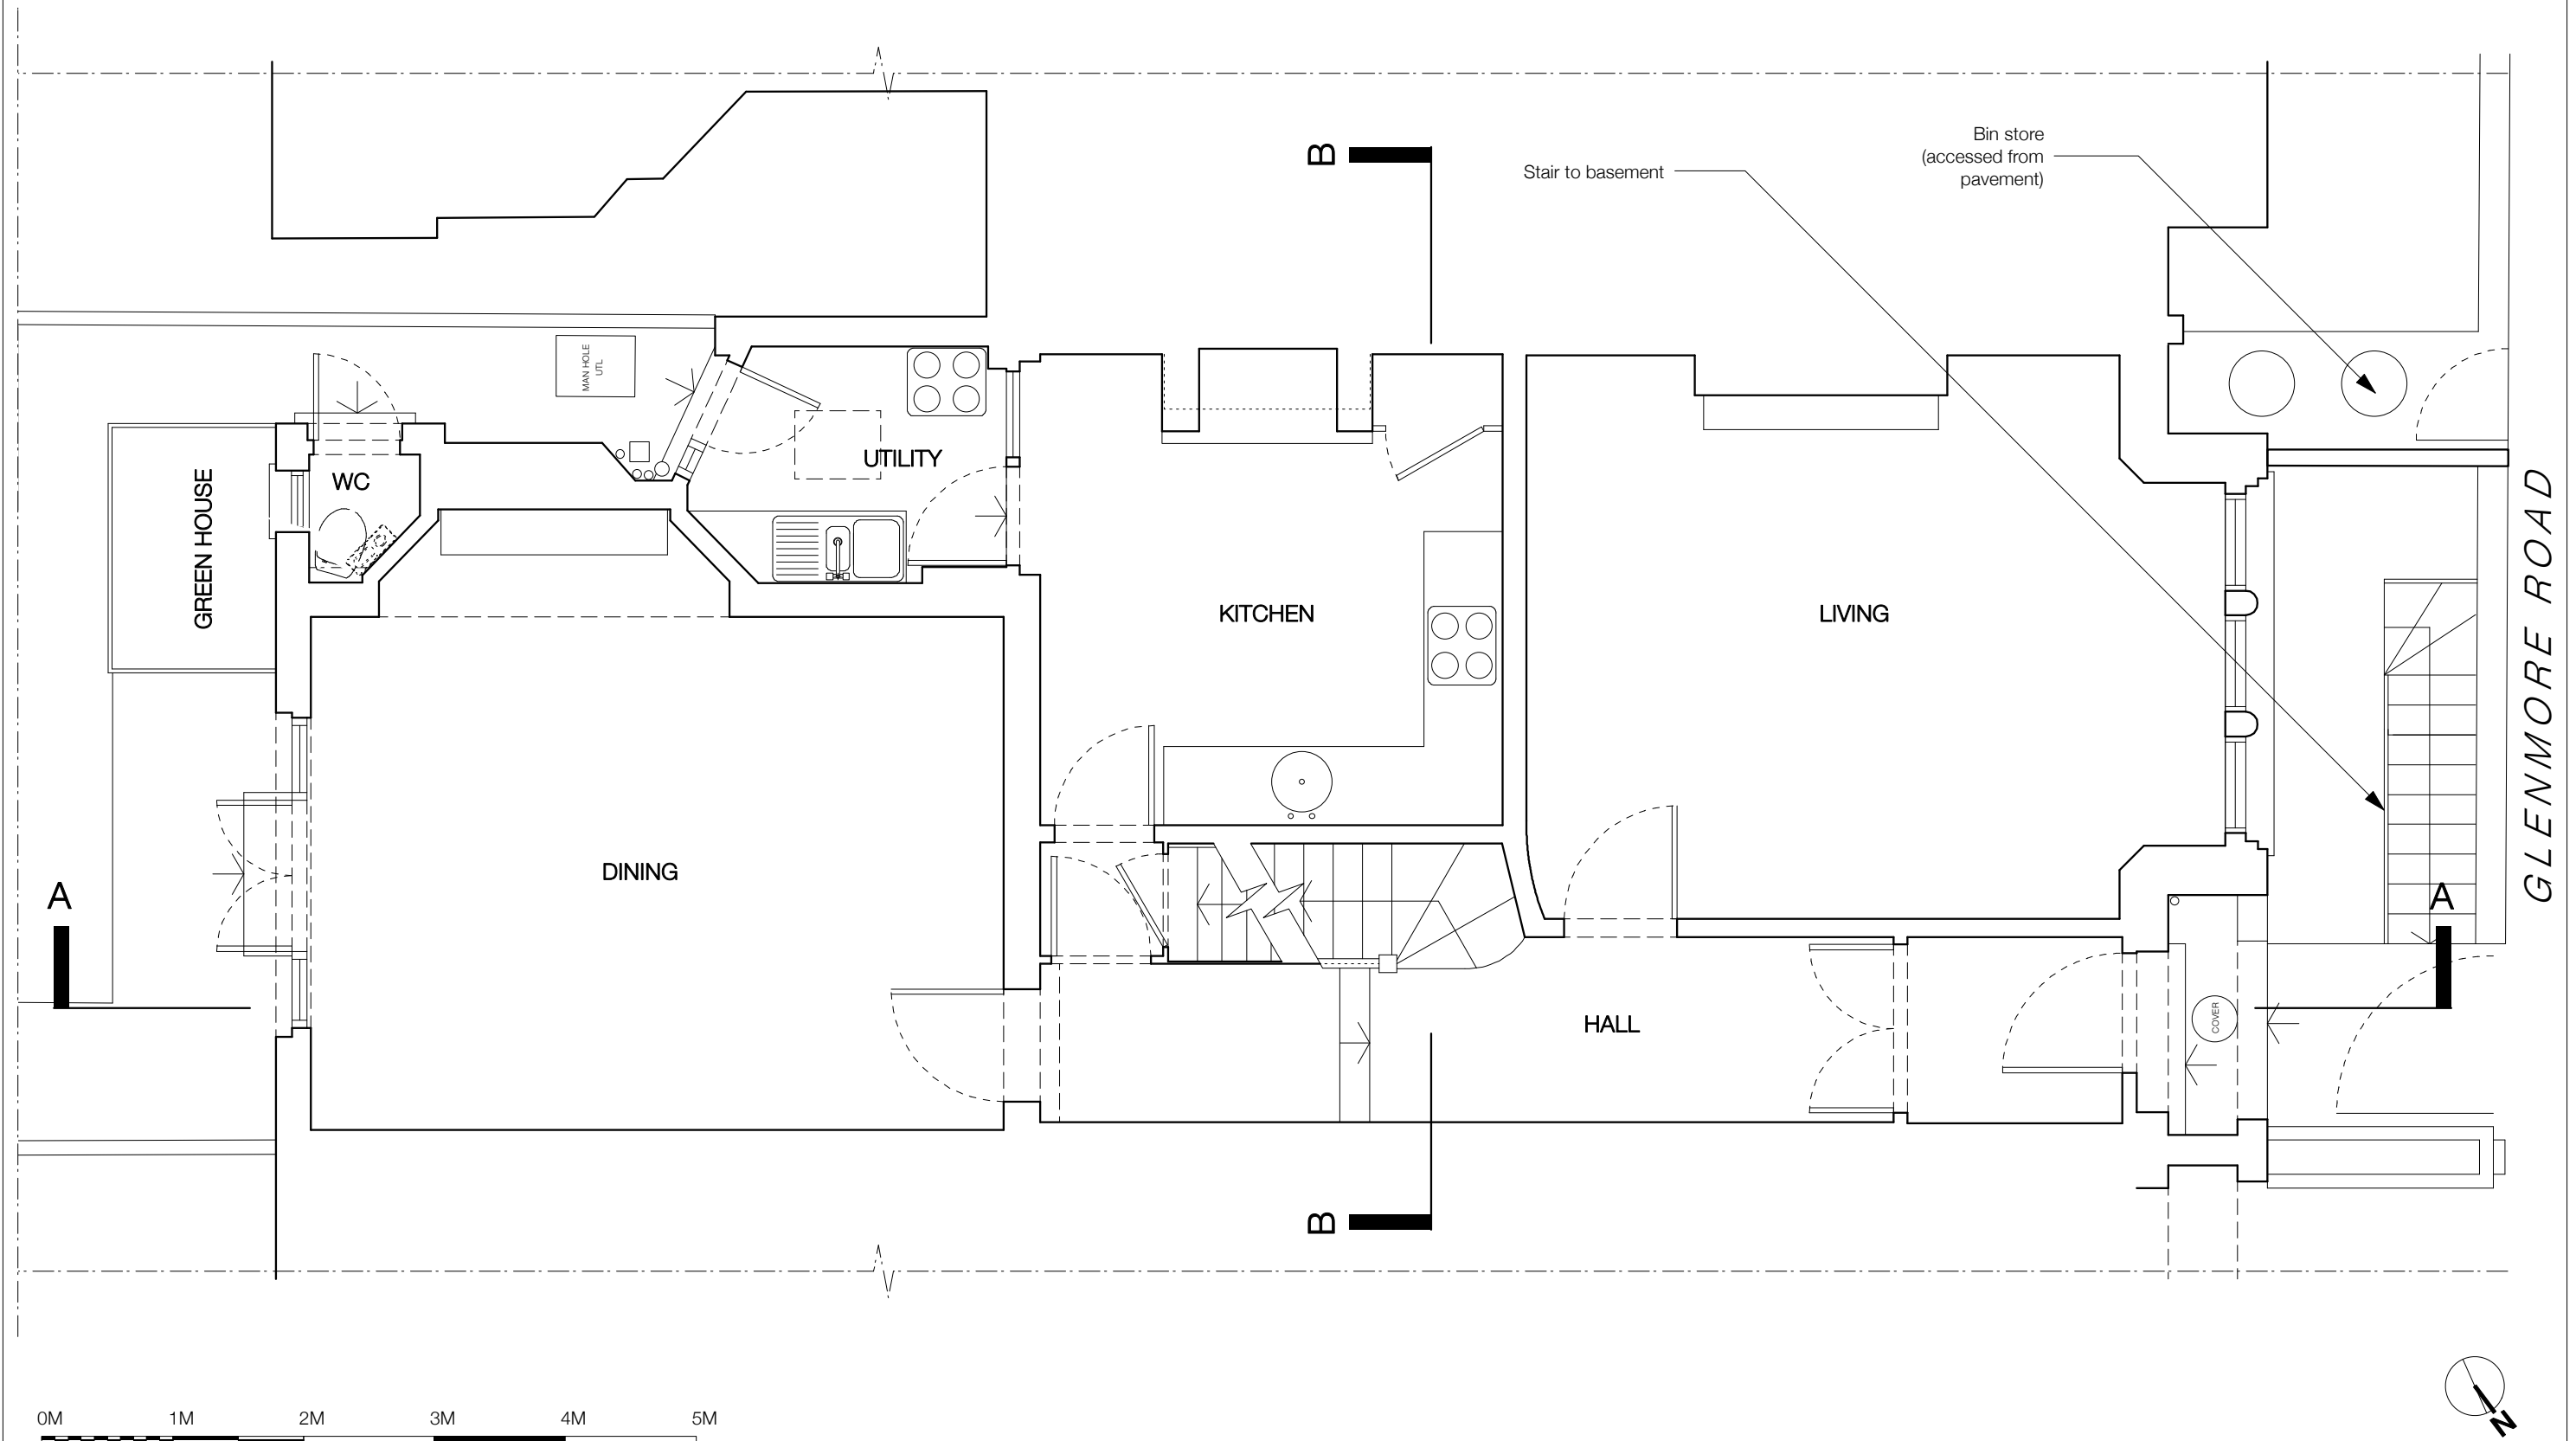 Bin store
(accessed from
pavement)
Stair to basement
B
MAN HOLE
UTL
UTILITY
WC
GREEN HOUSE
KITCHEN
LIVING
GLENMORE ROAD
DINING
A
A
HALL
COVER
B
0M 1M 2M 3M 4M 5M
N